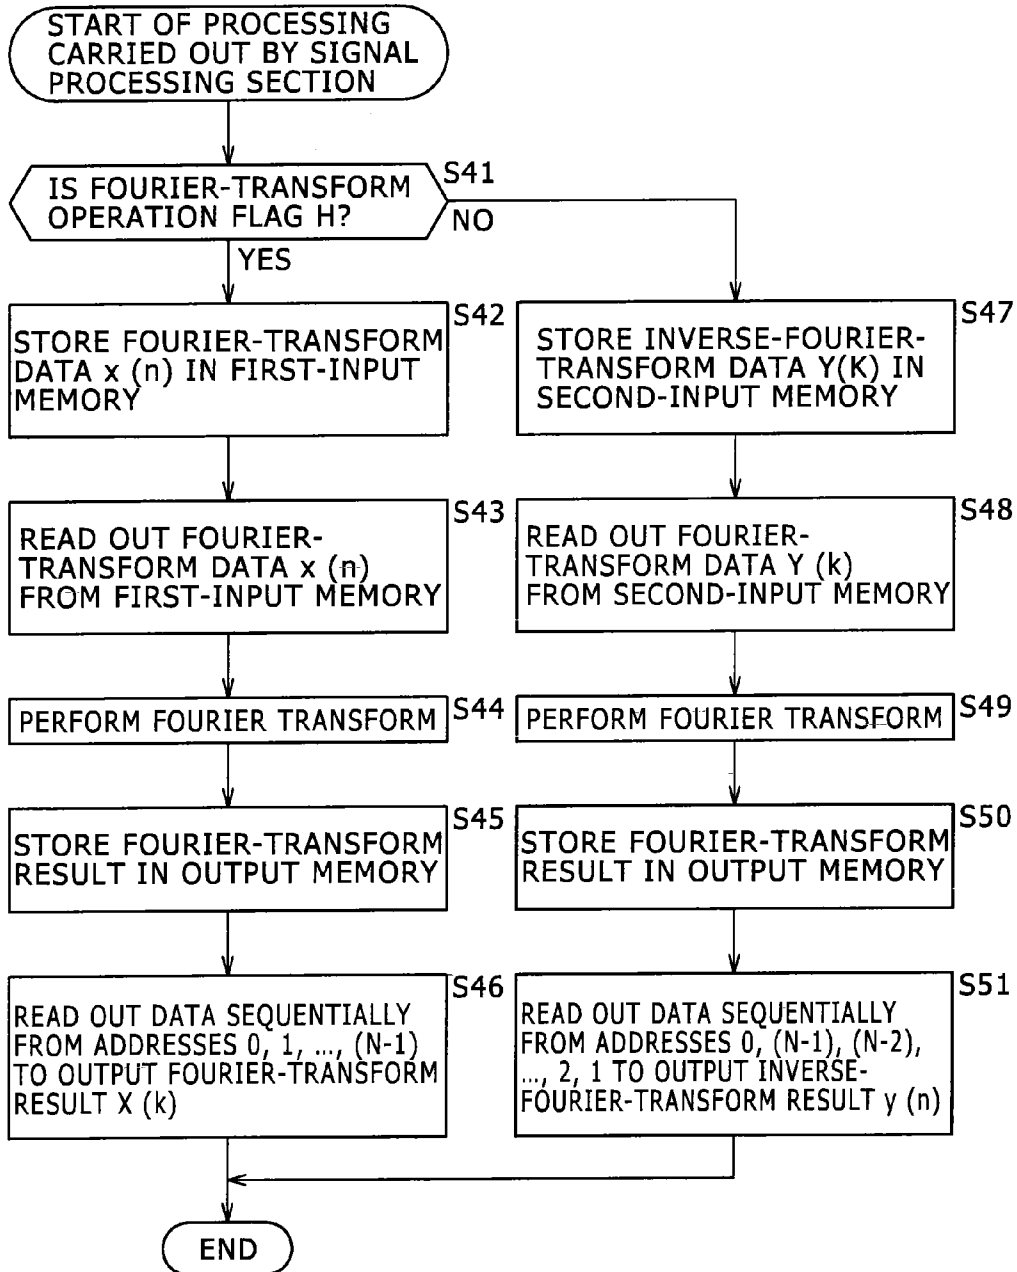 START OF PROCESSING
CARRIED OUT BY SIGNAL
PROCESSING SECTION
S41
IS FOURIER-TRANSFORM
OPERATION FLAG H?
NO
YES
S42
STORE FOURIER-TRANSFORM
DATA x (n) IN FIRST-INPUT
MEMORY
S43
READ OUT FOURIER-
TRANSFORM DATA x (n)
FROM FIRST-INPUT MEMORY
S44
PERFORM FOURIER TRANSFORM
S45
STORE FOURIER-TRANSFORM
RESULT IN OUTPUT MEMORY
S46
READ OUT DATA SEQUENTIALLY
FROM ADDRESSES 0, 1, ..., (N-1)
TO OUTPUT FOURIER-TRANSFORM
RESULT X (k)
S47
STORE INVERSE-FOURIER-
TRANSFORM DATA Y(K) IN
SECOND-INPUT MEMORY
S48
READ OUT FOURIER-
TRANSFORM DATA Y (k)
FROM SECOND-INPUT MEMORY
S49
PERFORM FOURIER TRANSFORM
S50
STORE FOURIER-TRANSFORM
RESULT IN OUTPUT MEMORY
S51
READ OUT DATA SEQUENTIALLY
FROM ADDRESSES 0, (N-1), (N-2),
..., 2, 1 TO OUTPUT INVERSE-
FOURIER-TRANSFORM RESULT y (n)
END